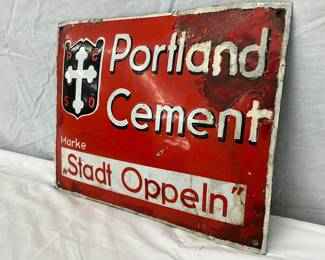 P C
S O
Portland
Cement
Marke
„Stadt Oppeln”